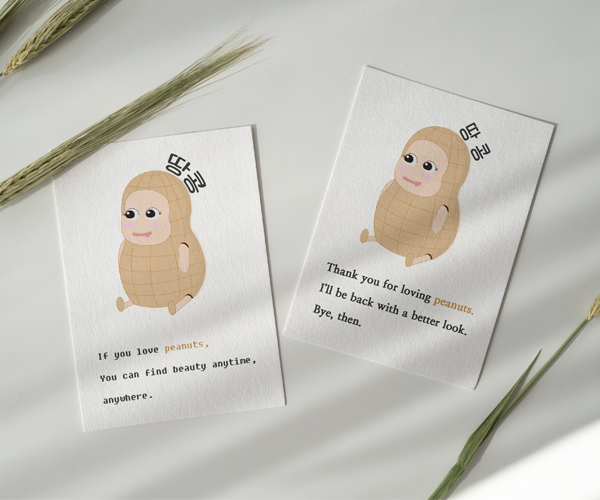 땅콩
If you love peanuts,
You can find beauty anytime,
anywhere.
땅콩
Thank you for loving peanuts.
I'll be back with a better look.
Bye, then.